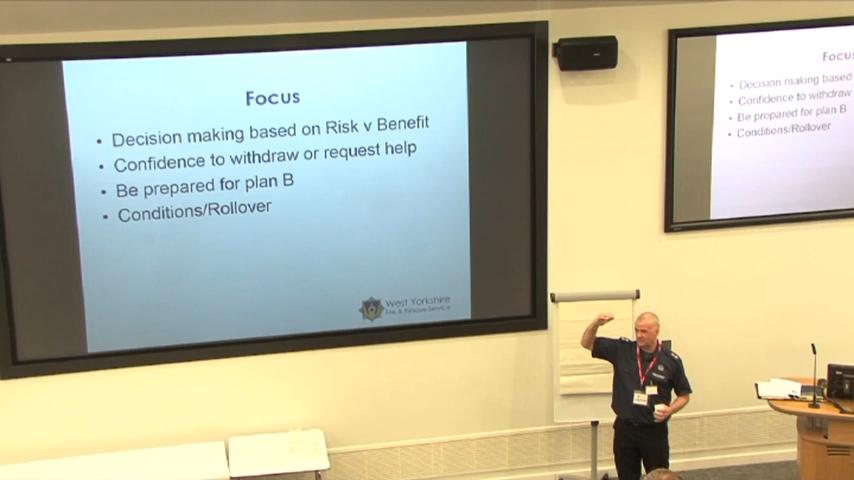 Focus
• Decision making based on Risk v Benefit
• Confidence to withdraw or request help
• Be prepared for plan B
• Conditions/Rollover
West Yorkshire
Fire & Rescue Service
Focus
• Decision making based
• Confidence to withdraw
• Be prepared for plan B
• Conditions/Rollover